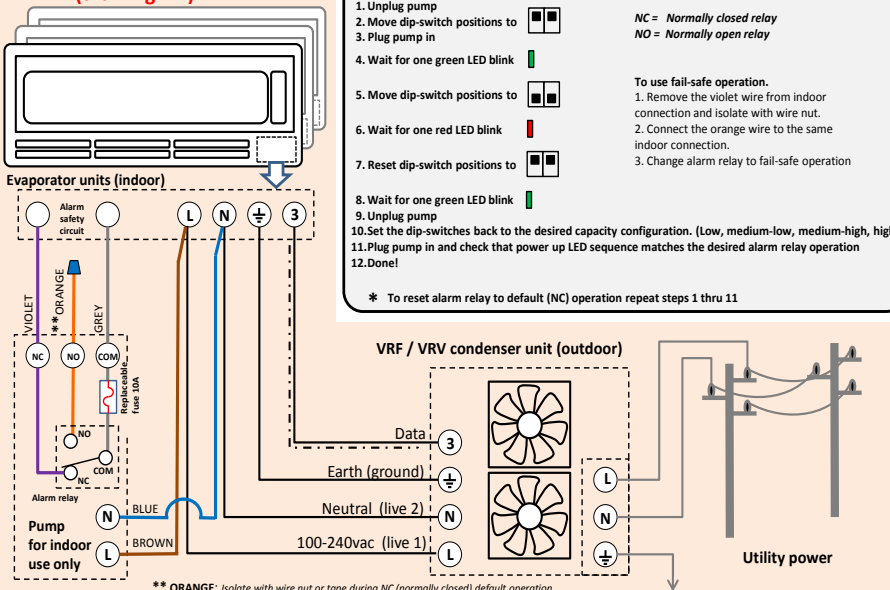 1. Unplug pump
2. Move dip-switch positions to
3. Plug pump in
4. Wait for one green LED blink
5. Move dip-switch positions to
6. Wait for one red LED blink
7. Reset dip-switch positions to
8. Wait for one green LED blink
9. Unplug pump
10.Set the dip-switches back to the desired capacity configuration. (Low, medium-low, medium-high, high
11.Plug pump in and check that power up LED sequence matches the desired alarm relay operation
12.Done!
* To reset alarm relay to default (NC) operation repeat steps 1 thru 11
NC = Normally closed relay
NO = Normally open relay
To use fail-safe operation.
1. Remove the violet wire from indoor
connection and isolate with wire nut.
2. Connect the orange wire to the same
indoor connection.
3. Change alarm relay to fail-safe operation
Evaporator units (indoor)
Alarm
safety
circuit
L
N
3
VIOLET
**ORANGE
GREY
NC
NO
COM
Replaceable
fuse 10A
NO
COM
NC
Alarm relay
N
BLUE
L
BROWN
Pump
for indoor
use only
VRF / VRV condenser unit (outdoor)
Data
3
Earth (ground)
Neutral (live 2)
N
100-240vac (live 1)
L
L
N
Utility power
** ORANGE: Isolate with wire nut or tape during NC (normally closed) default operation